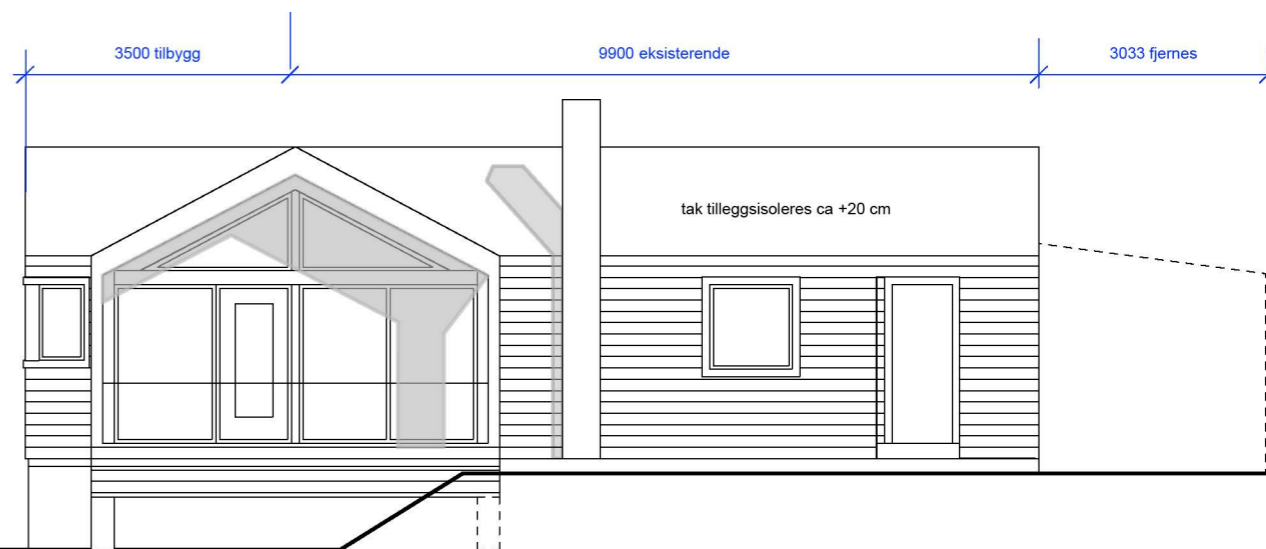 3500 tilbygg
9900 eksisterende
3033 fjernes
tak tilleggsisoleres ca +20 cm